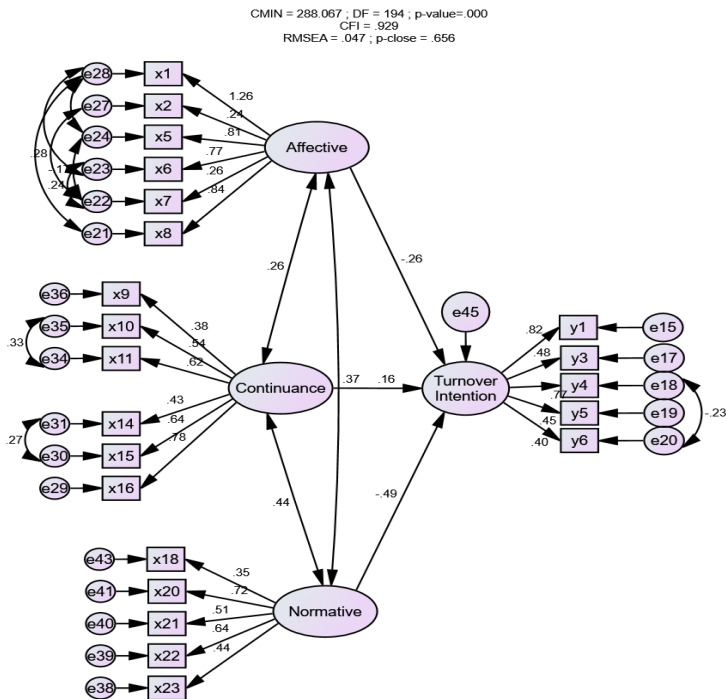 CMIN = 288.067 ; DF = 194 ; p-value=.000
CFI = .929
RMSEA = .047 ; p-close = .656
e28 x1
1.26
e27 x2
.24
e24 x5
.81
.28
-.17
e23 x6
.77
.24
e22 x7
.26
e21 x8
.84
Affective
.26
-.26
e36 x9
.38
e35 x10
.54
.33
e34 x11
.62
Continuance
.37
.16
e31 x14
.43
.27
e30 x15
.64
e29 x16
.78
e45
Turnover
Intention
.82
y1 e15
.48
y3 e17
.77
y4 e18
.45
y5 e19
-.23
.40
y6 e20
.44
-.49
e43 x18
.35
e41 x20
.72
e40 x21
.51
Normative
e39 x22
.64
e38 x23
.44